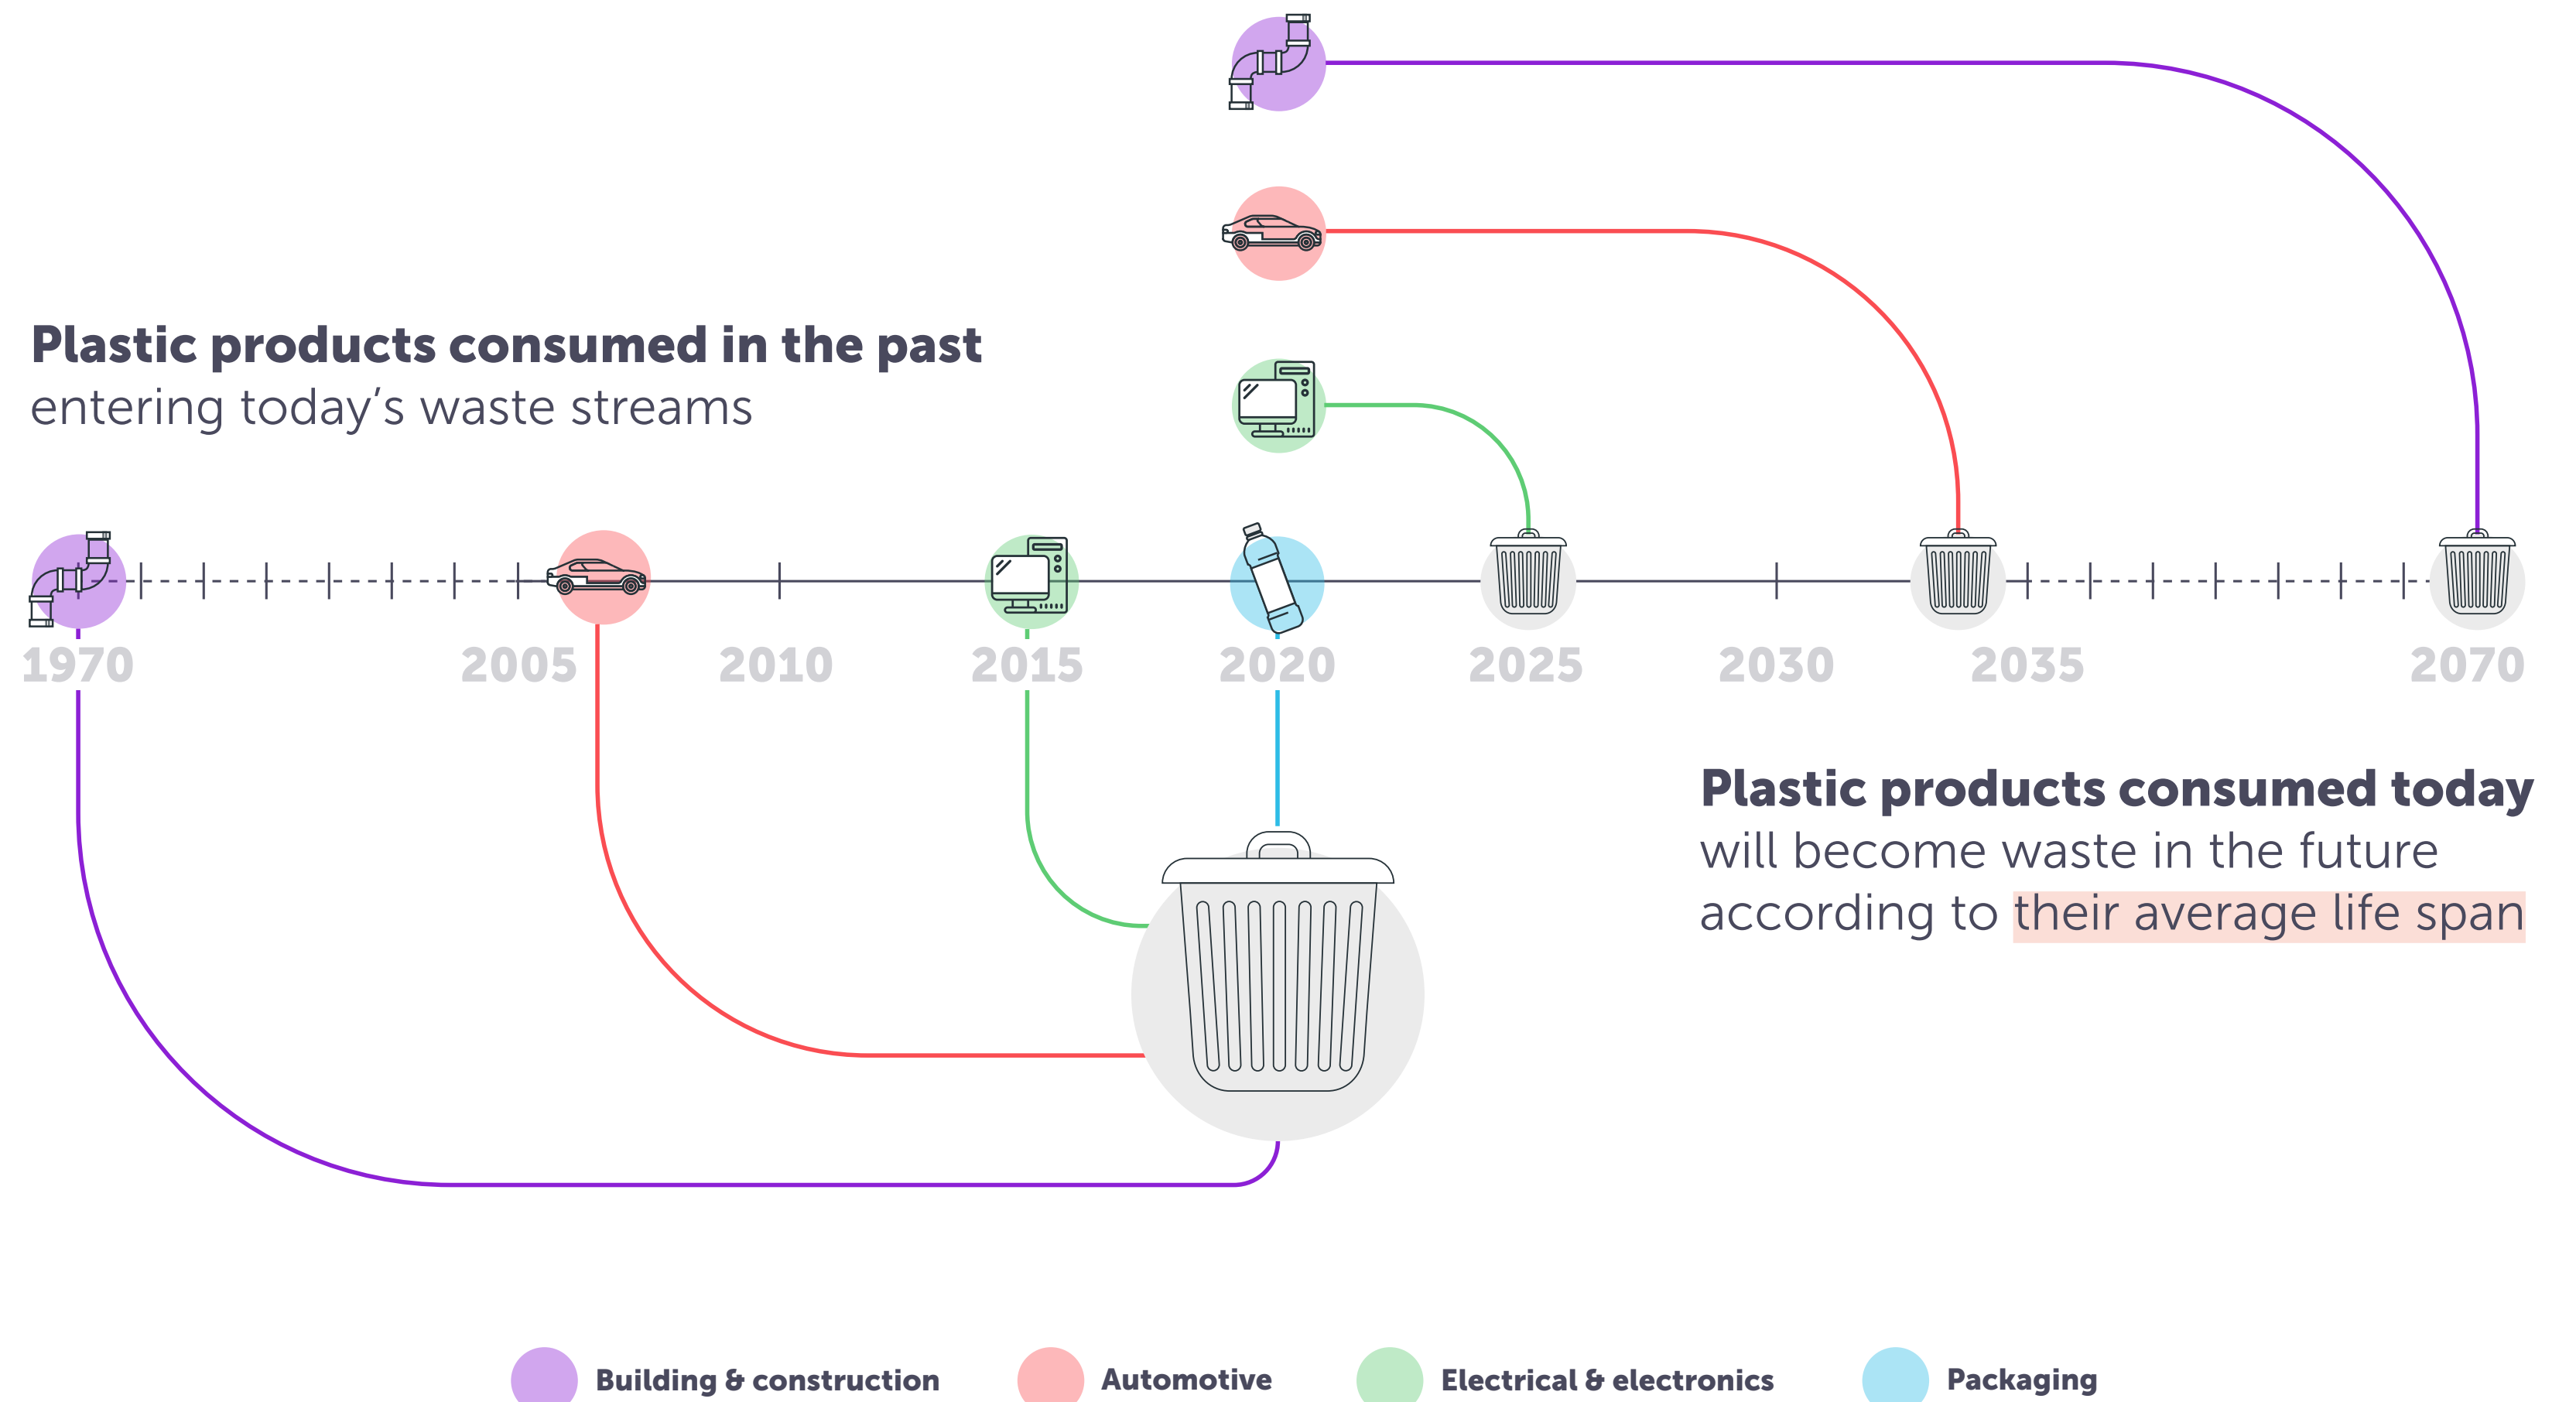 Plastic products consumed in the past
entering today’s waste streams
1970
2005
2010
2015
2020
2025
2030
2035
2070
Plastic products consumed today
will become waste in the future
according to their average life span
Building & construction
Automotive
Electrical & electronics
Packaging